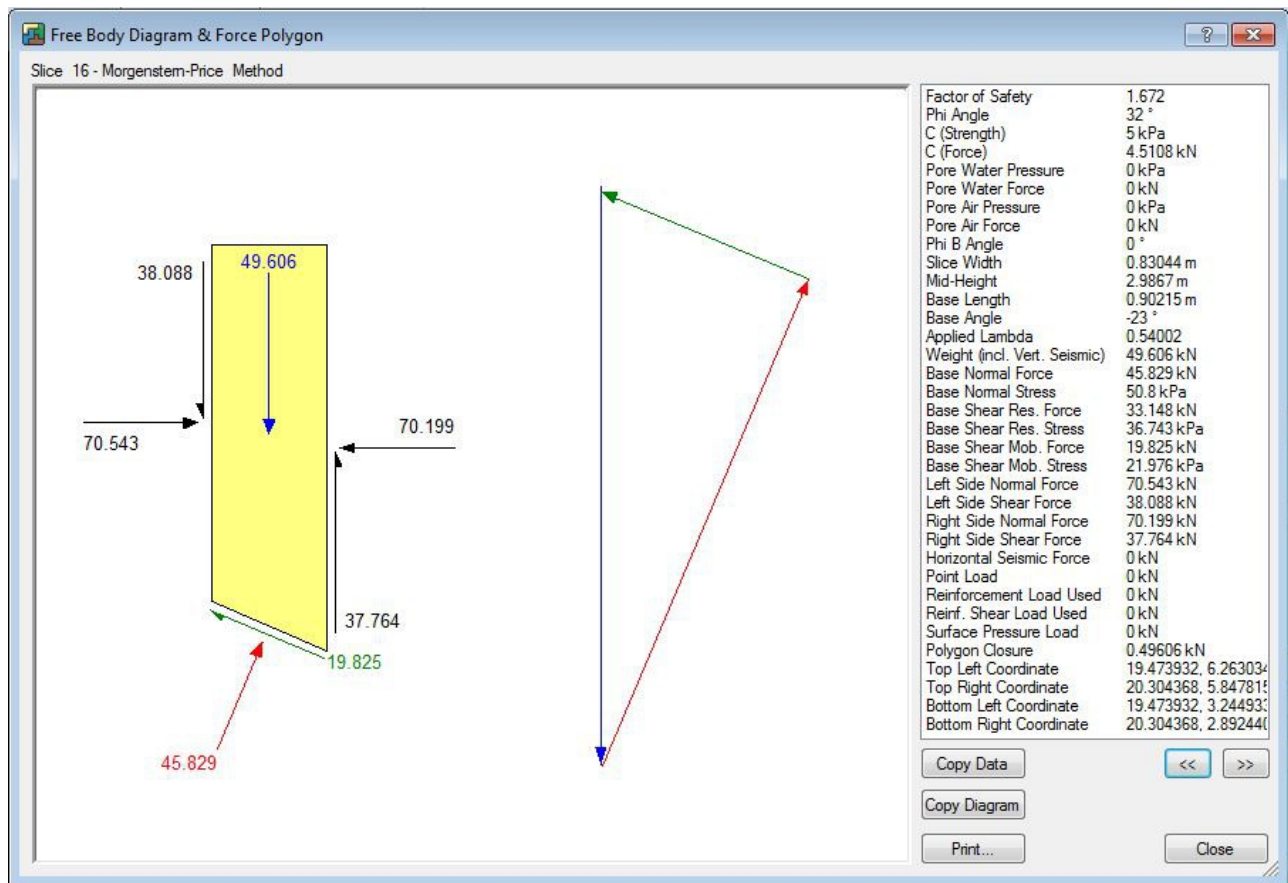 Free Body Diagram & Force Polygon
Slice 16 - Morgenstern-Price Method
38.088
49.606
70.543
70.199
37.764
19.825
45.829
Factor of Safety 1.672
Phi Angle 32 °
C (Strength) 5 kPa
C (Force) 4.5108 kN
Pore Water Pressure 0 kPa
Pore Water Force 0 kN
Pore Air Pressure 0 kPa
Pore Air Force 0 kN
Phi B Angle 0 °
Slice Width 0.83044 m
Mid-Height 2.9867 m
Base Length 0.90215 m
Base Angle -23 °
Applied Lambda 0.54002
Weight (incl. Vert. Seismic) 49.606 kN
Base Normal Force 45.829 kN
Base Normal Stress 50.8 kPa
Base Shear Res. Force 33.148 kN
Base Shear Res. Stress 36.743 kPa
Base Shear Mob. Force 19.825 kN
Base Shear Mob. Stress 21.976 kPa
Left Side Normal Force 70.543 kN
Left Side Shear Force 38.088 kN
Right Side Normal Force 70.199 kN
Right Side Shear Force 37.764 kN
Horizontal Seismic Force 0 kN
Point Load 0 kN
Reinforcement Load Used 0 kN
Reinf. Shear Load Used 0 kN
Surface Pressure Load 0 kN
Polygon Closure 0.49606 kN
Top Left Coordinate 19.473932, 6.263034
Top Right Coordinate 20.304368, 5.847815
Bottom Left Coordinate 19.473932, 3.244933
Bottom Right Coordinate 20.304368, 2.892440
Copy Data
<< >>
Copy Diagram
Print...
Close